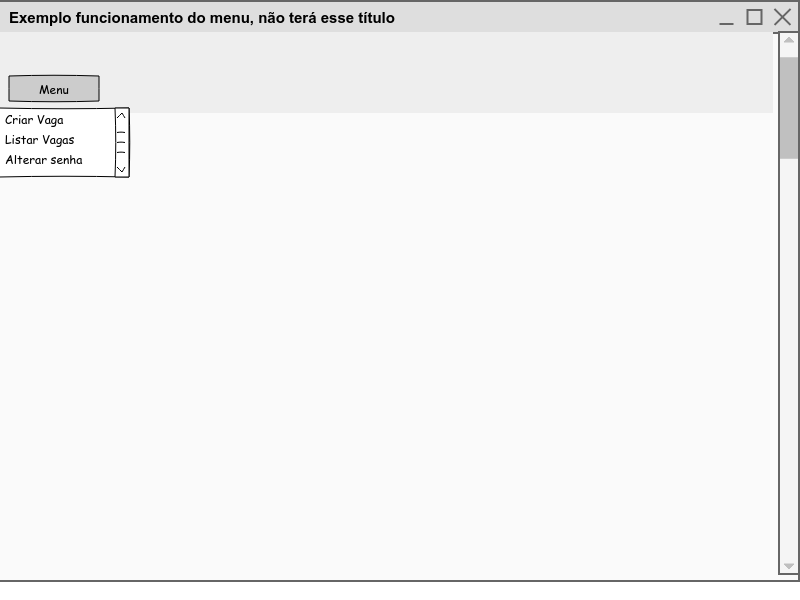 Exemplo funcionamento do menu, não terá esse título
Menu
Criar Vaga
Listar Vagas
Alterar senha